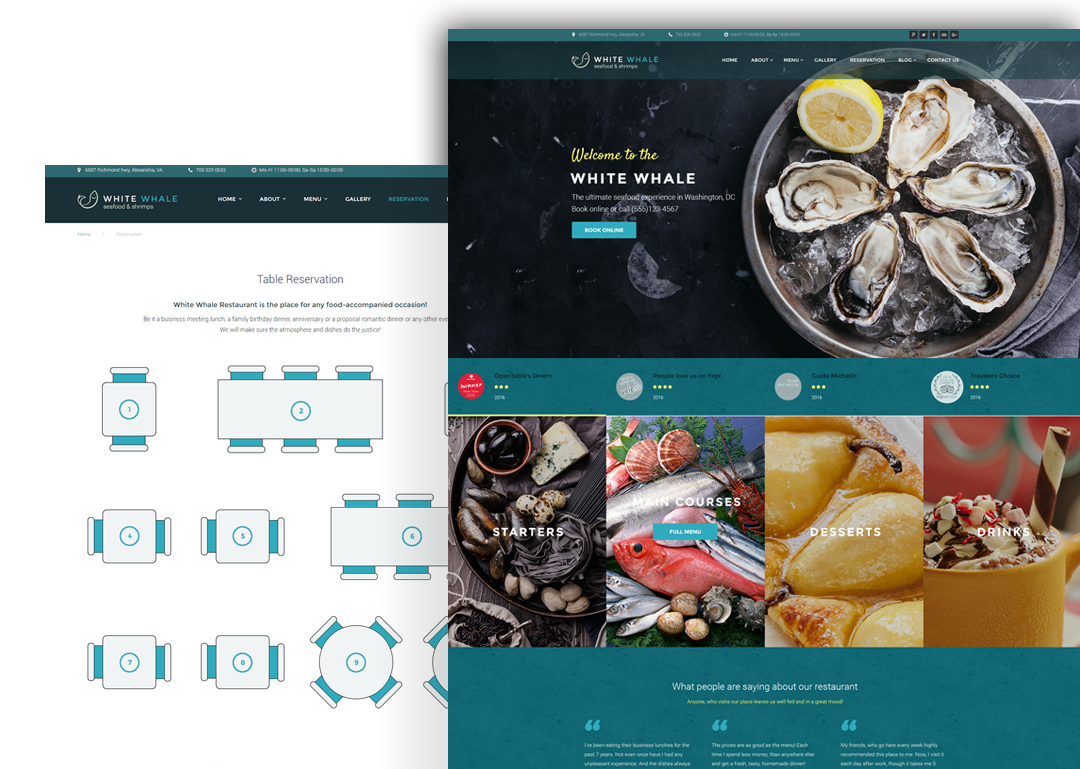 6087 Richmond hwy, Alexandria, VA
703 329 0632
Mo-Fr 11:00-00:00, Sa-Sa 16:00-00:00
WHITE WHALE
seafood & shrimps
HOME
ABOUT
MENU
GALLERY
RESERVATION
Home / Reservation
Table Reservation
White Whale Restaurant is the place for any food-accompanied occasion!
Be it a business meeting lunch, a family birthday dinner, anniversary or a proposal romantic dinner or any other eve
We will make sure the atmosphere and dishes do the justice!
1
2
4
5
6
7
8
9
6087 Richmond hwy, Alexandria, VA
703 329 0632
Mo-Fr 11:00-00:00, Sa-Sa 16:00-00:00
WHITE WHALE
seafood & shrimps
HOME
ABOUT
MENU
GALLERY
RESERVATION
BLOG
CONTACT US
Welcome to the
WHITE WHALE
The ultimate seafood experience in Washington, DC
Book online or call (555)123-4567
BOOK ONLINE
winner
OpenTable's Diners
2016
People love us on Yepl
2016
Guide Michelin
2016
Travelers Choice
2016
STARTERS
MAIN COURSES
FULL MENU
DESSERTS
DRINKS
What people are saying about our restaurant
Anyone, who visits our place leaves us well fed and in a great mood!
I've been eating their business lunches for the
past 7 years. Not even once have I had any
unpleasant experience. And the dishes always
The prices are as good as the menu! Each
time I spend less money, than anywhere else
and get a fresh, tasty, homemade dinner!
My friends, who go here every week highly
recommended this place to me. Now, I visit it
each day after work, though it takes me 5